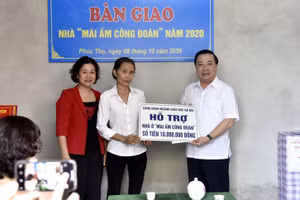 BÀN GIAO
NHÀ "MÁI ẤM CÔNG ĐOÀN" NĂM 2020
Phúc Thọ, ngày 09 tháng 10 năm 2020
HỖ TRỢ
NHÀ Ở "MÁI ẤM CÔNG ĐOÀN"
SỐ TIỀN 10.000.000 ĐỒNG